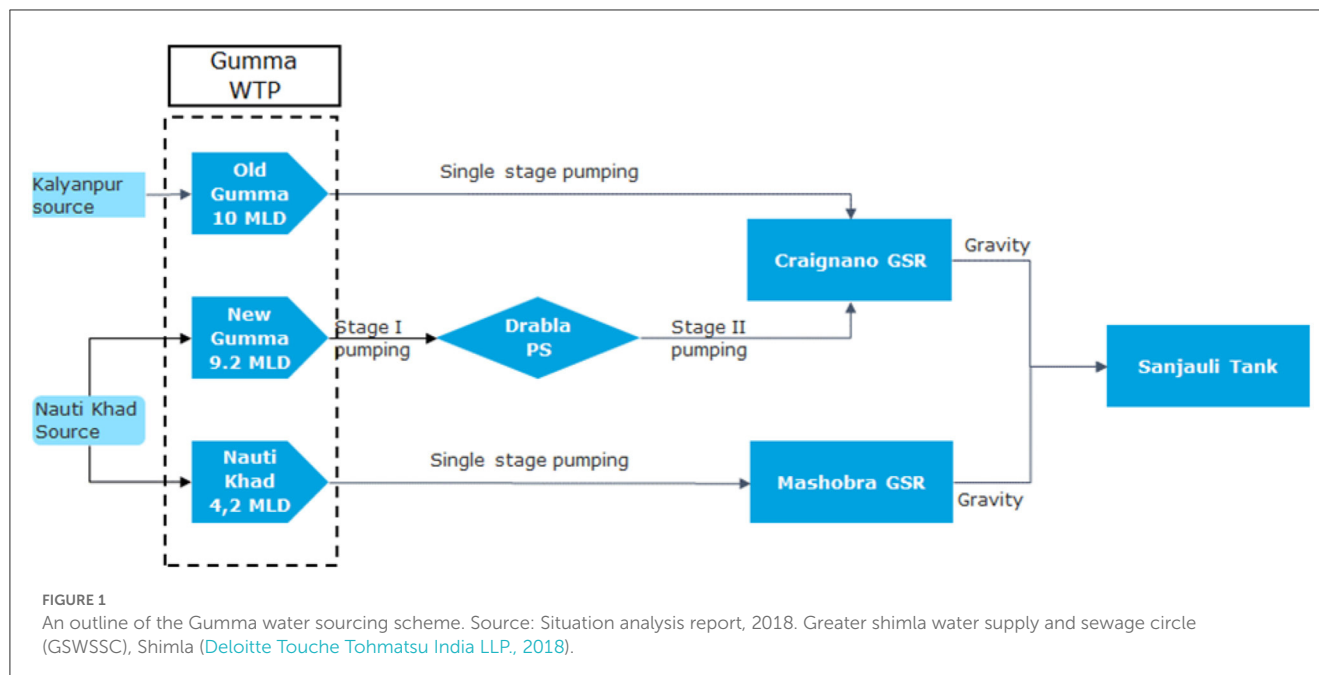 Gumma
WTP
Kalyanpur
source
Old
Gumma
10 MLD
Single stage pumping
Craignano GSR
Gravity
New
Gumma
9.2 MLD
Stage I
pumping
Drabla
PS
Stage II
pumping
Sanjauli Tank
Nauti Khad
Source
Nauti
Khad
4,2 MLD
Single stage pumping
Mashobra GSR
Gravity
FIGURE 1
An outline of the Gumma water sourcing scheme. Source: Situation analysis report, 2018. Greater shimla water supply and sewage circle
(GSWSSC), Shimla (Deloitte Touche Tohmatsu India LLP., 2018).